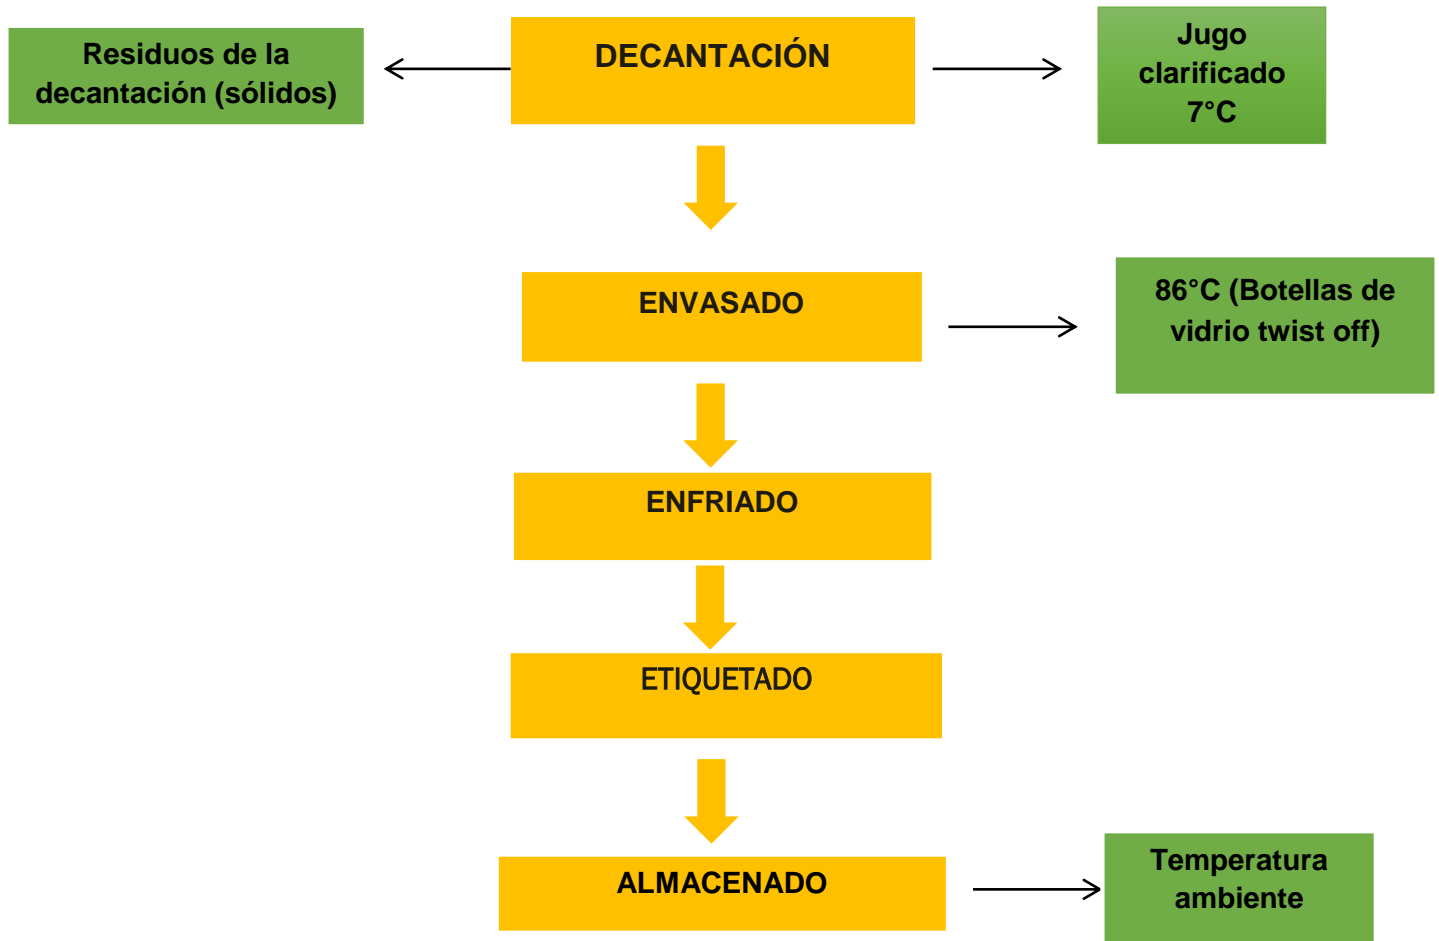 Residuos de la
decantación (sólidos)
DECANTACIÓN
Jugo
clarificado
7°C
ENVASADO
86°C (Botellas de
vidrio twist off)
ENFRIADO
ETIQUETADO
ALMACENADO
Temperatura
ambiente